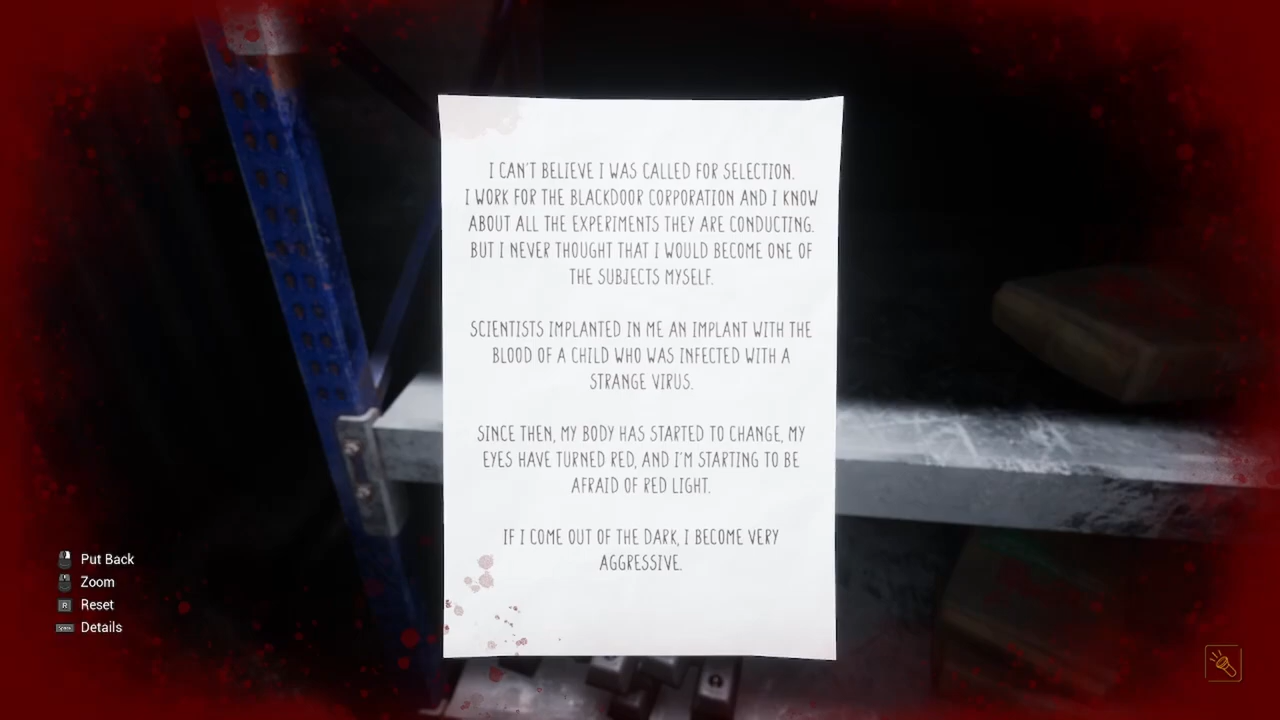 I CAN'T BELIEVE I WAS CALLED FOR SELECTION.
I WORK FOR THE BLACKDOOR CORPORATION AND I KNOW
ABOUT ALL THE EXPERIMENTS THEY ARE CONDUCTING.
BUT I NEVER THOUGHT THAT I WOULD BECOME ONE OF
THE SUBJECTS MYSELF.
SCIENTISTS IMPLANTED IN ME AN IMPLANT WITH THE
BLOOD OF A CHILD WHO WAS INFECTED WITH A
STRANGE VIRUS.
SINCE THEN, MY BODY HAS STARTED TO CHANGE, MY
EYES HAVE TURNED RED, AND I'M STARTING TO BE
AFRAID OF RED LIGHT.
IF I COME OUT OF THE DARK, I BECOME VERY
AGGRESSIVE.
Put Back
Zoom
R Reset
Space Details